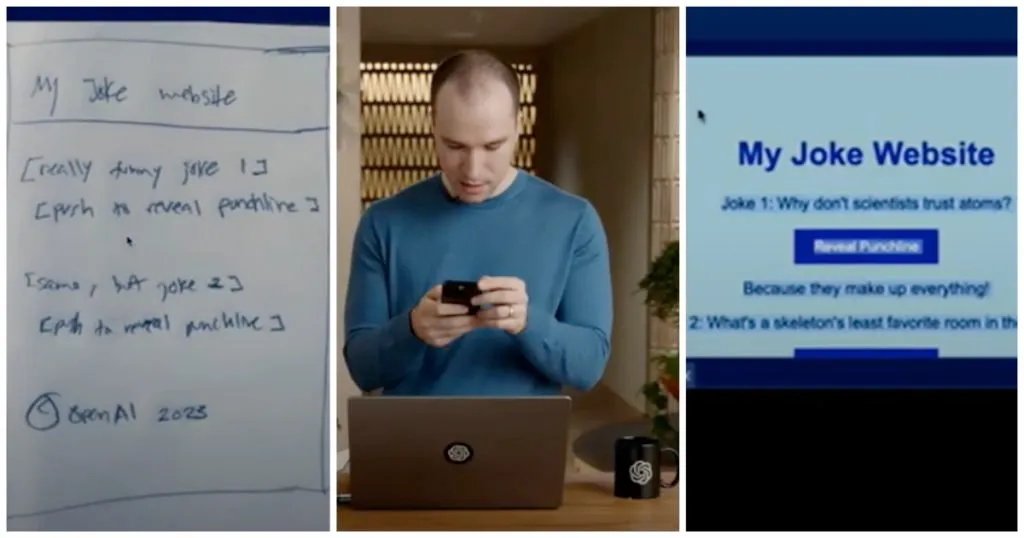 My Joke website
[really funny joke 1]
[push to reveal punchline]
[same, but joke 2]
[push to reveal punchline]
© OpenAI 2023
My Joke Website
Joke 1: Why don't scientists trust atoms?
Reveal Punchline
Because they make up everything!
2: What's a skeleton's least favorite room in the